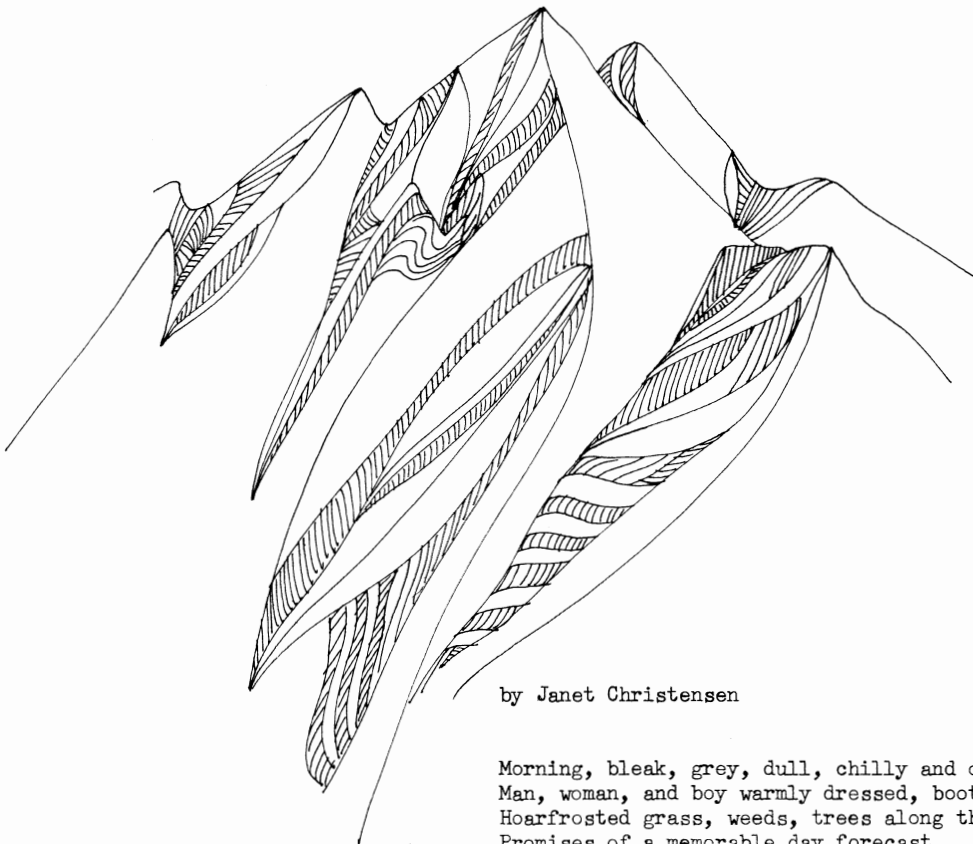 by Janet Christensen
Morning, bleak, grey, dull, chilly and
Man, woman, and boy warmly dressed,
Hoarfrosted grass, weeds, trees along
Promises of a memorable day forecast